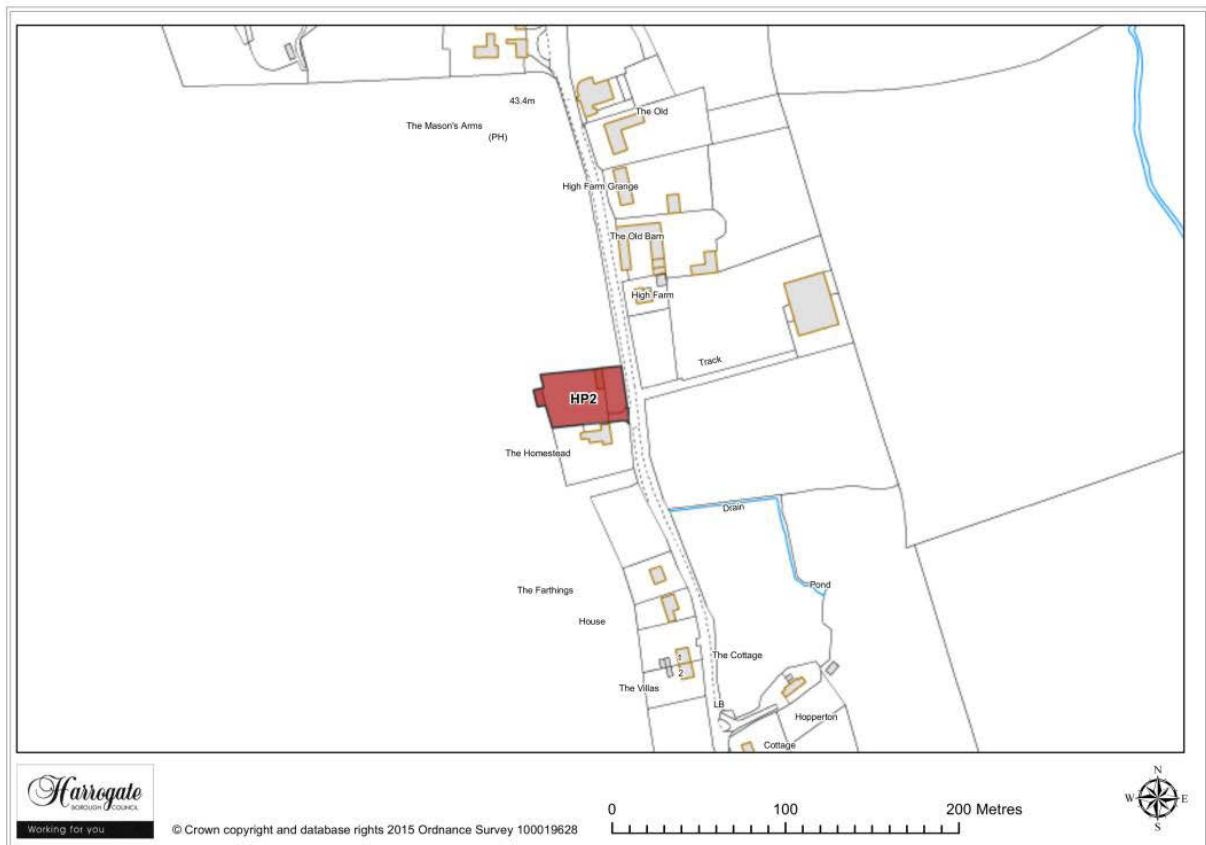 43.4m
The Mason's Arms
(PH)
The Old
High Farm Grange
The Old Barn
High Farm
Track
HP2
The Homestead
Drain
Pond
The Farthings
House
1
The Cottage
2
The Villas
LB
Hopperton
Cottage
Harrogate
BOROUGH COUNCIL
Working for you
© Crown copyright and database rights 2015 Ordnance Survey 100019628
0 100 200 Metres
N
W E
S